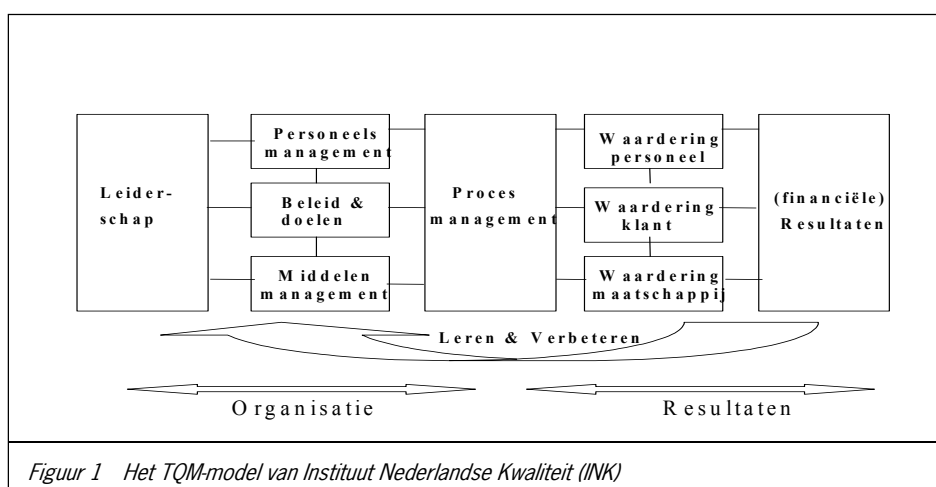 Leider-
schap
Personeels
management
Beleid &
doelen
Middelen
management
Proces
management
Waardering
personeel
Waardering
klant
Waardering
maatschappij
(financiële)
Resultaten
Leren & Verbeteren
Organisatie
Resultaten
Figuur 1 Het TQM-model van Instituut Nederlandse Kwaliteit (INK)